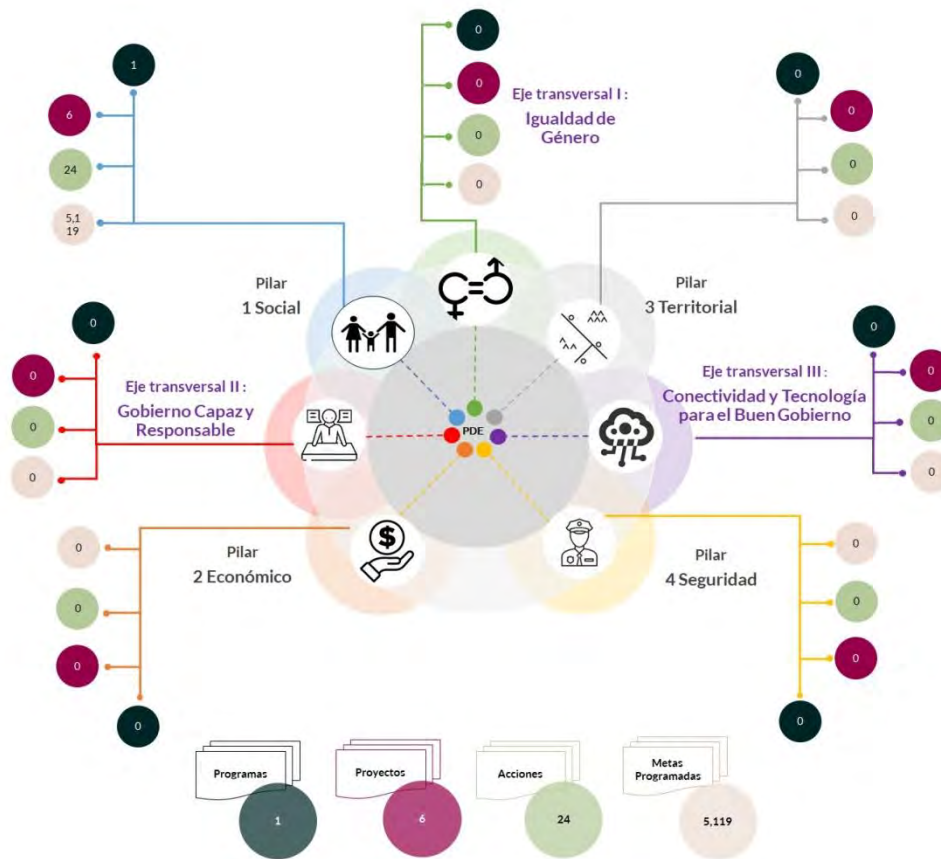 1
6
24
5,1
19
0
0
0
0
Eje transversal I :
Igualdad de
Género
0
0
0
0
Pilar
1 Social
Pilar
3 Territorial
0
0
0
0
Eje transversal II :
Gobierno Capaz y
Responsable
PDE
Eje transversal III :
Conectividad y Tecnología
para el Buen Gobierno
0
0
0
0
$
Pilar
2 Económico
0
0
0
0
Pilar
4 Seguridad
0
0
0
0
Programas
1
Proyectos
6
Acciones
24
Metas
Programadas
5,119